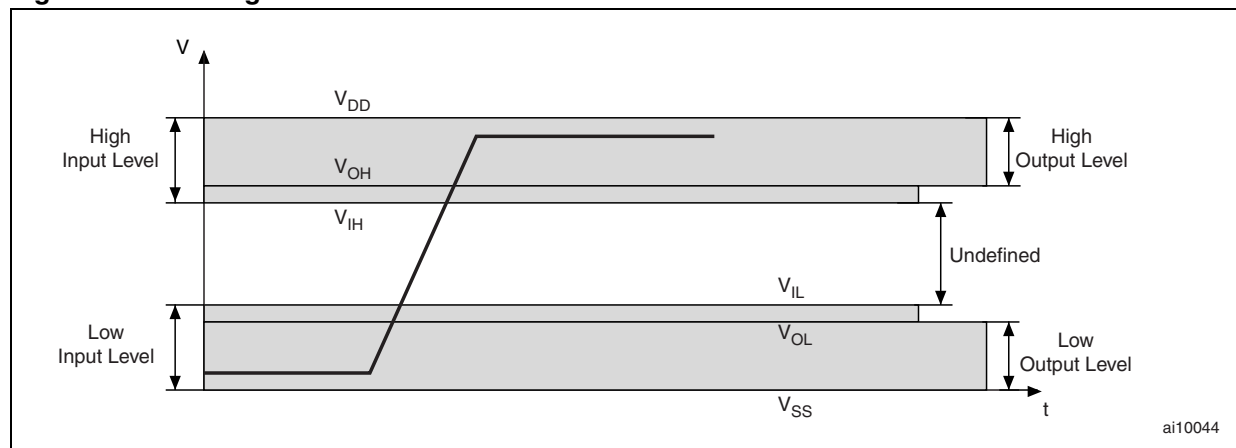 V
V_DD
High
Input Level
High
Output Level
V_OH
V_IH
Undefined
V_IL
Low
Input Level
V_OL
Low
Output Level
V_SS
t
ai10044